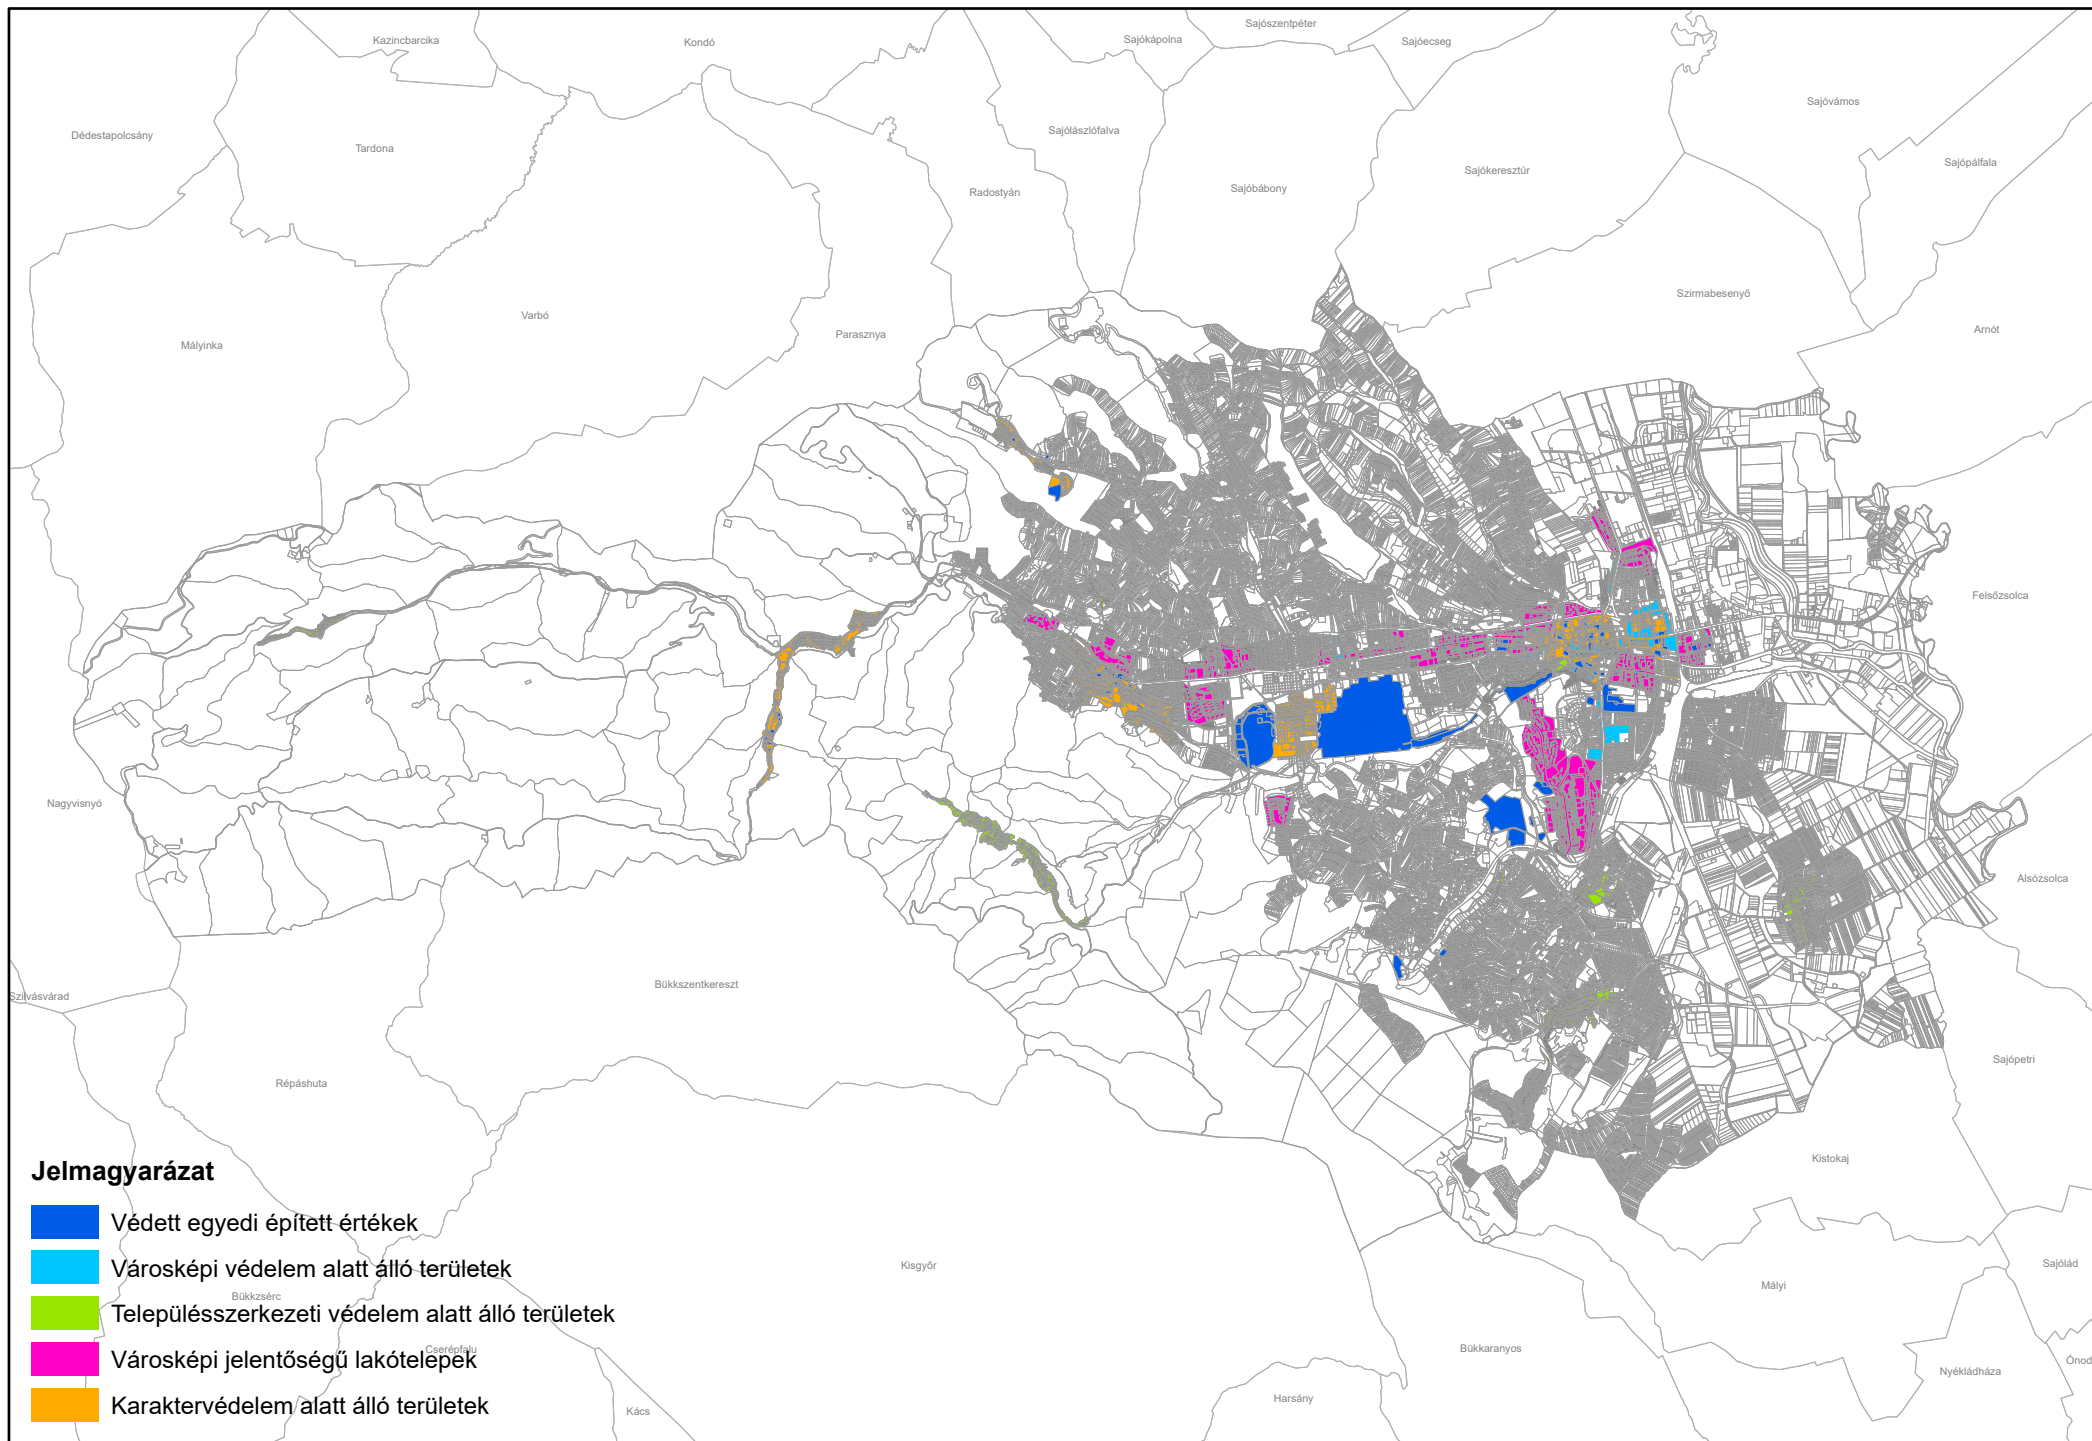 Sajószentpéter
Kazincbarcika
Kondó
Sajókápolna
Sajóecseg
Sajóvámos
Dédestapolcsány
Tardona
Sajólászlófalva
Sajópálfala
Sajókeresztúr
Radostyán
Sajóbábony
Szirmabesenyő
Varbó
Arnót
Parasznya
Mályinka
Felsőzsolca
Nagyvisnyó
Alsózsolca
Bükkszentkereszt
Szilvásvárad
Sajópetri
Répáshuta
Kistokaj
Jelmagyarázat
Védett egyedi épített értékek
Városképi védelem alatt álló területek
Településszerkezeti védelem alatt álló területek
Városképi jelentőségű lakótelepek
Karaktervédelem alatt álló területek
Kisgyőr
Sajólád
Mályi
Bükkzsérc
Cserépfalu
Bükkaranyos
Ónod
Nyékládháza
Harsány
Kács